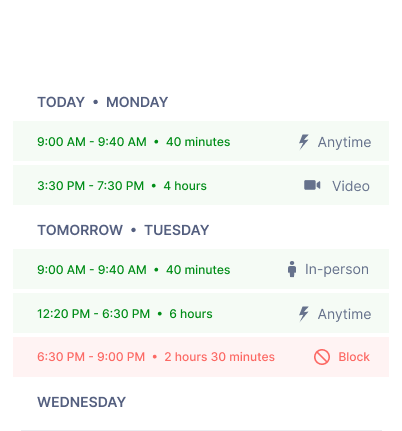 TODAY • MONDAY
9:00 AM - 9:40 AM • 40 minutes Anytime
3:30 PM - 7:30 PM • 4 hours Video
TOMORROW • TUESDAY
9:00 AM - 9:40 AM • 40 minutes In-person
12:20 PM - 6:30 PM • 6 hours Anytime
6:30 PM - 9:00 PM • 2 hours 30 minutes Block
WEDNESDAY